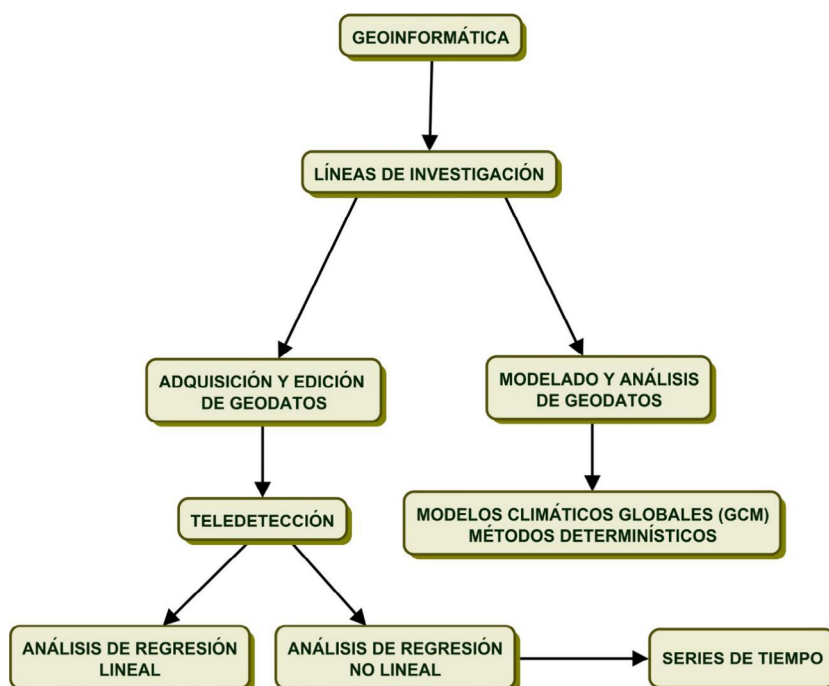 GEOINFORMÁTICA
LÍNEAS DE INVESTIGACIÓN
ADQUISICIÓN Y EDICIÓN
DE GEODATOS
MODELADO Y ANÁLISIS
DE GEODATOS
TELEDETECCIÓN
MODELOS CLIMÁTICOS GLOBALES (GCM)
MÉTODOS DETERMINÍSTICOS
ANÁLISIS DE REGRESIÓN
LINEAL
ANÁLISIS DE REGRESIÓN
NO LINEAL
SERIES DE TIEMPO